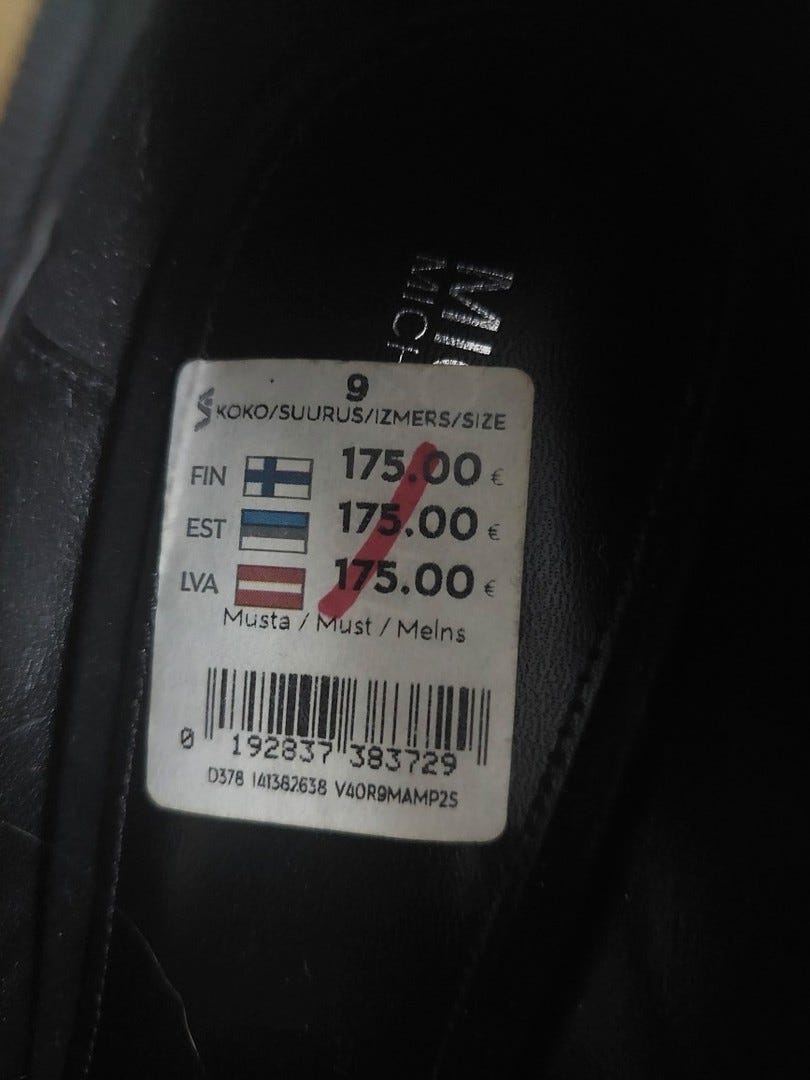 9
KOKO/SUURUS/IZMERS/SIZE
FIN 175.00 €
EST 175.00 €
LVA 175.00 €
Musta / Must / Melns
0 192837 383729
D378 141382638 V40R9MAMP2S